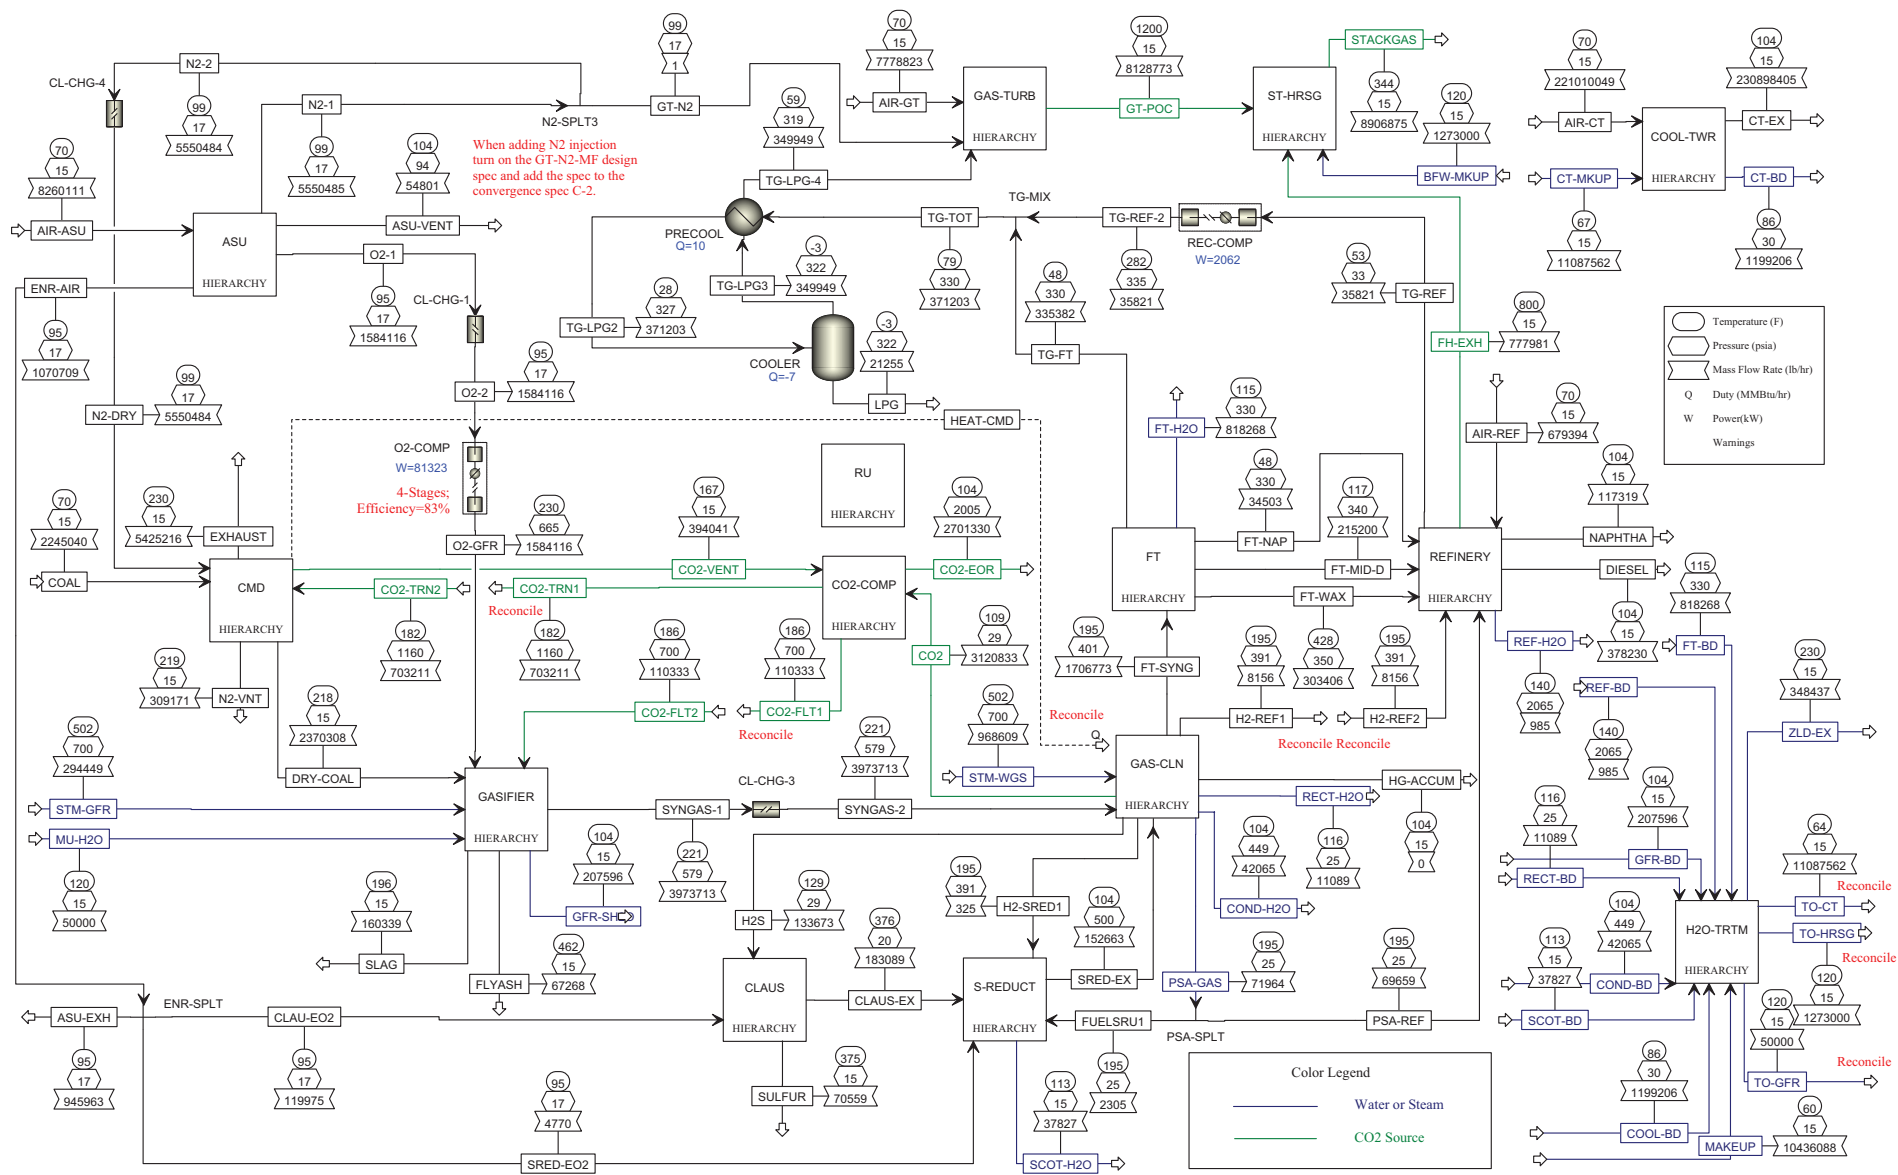 CL-CHG-4
N2-2
99
17
5550484
N2-1
99
17
5550485
N2-SPLT3
99
17
1
GT-N2
When adding N2 injection
turn on the GT-N2-MF design
spec and add the spec to the
convergence spec C-2.
70
15
8260111
AIR-ASU
ASU
HIERARCHY
104
94
54801
ASU-VENT
O2-1
95
17
1584116
CL-CHG-1
ENR-AIR
95
17
1070709
99
17
5550484
N2-DRY
O2-2
95
17
1584116
O2-COMP
W=81323
4-Stages;
Efficiency=83%
O2-GFR
230
665
1584116
70
15
7778823
AIR-GT
GAS-TURB
HIERARCHY
59
319
349949
TG-LPG-4
1200
15
8128773
GT-POC
ST-HRSG
HIERARCHY
STACKGAS
344
15
8906875
120
15
1273000
BFW-MKUP
70
15
221010049
AIR-CT
COOL-TWR
HIERARCHY
104
15
230898405
CT-EX
CT-MKUP
67
15
11087562
CT-BD
86
30
1199206
PRECOOL
Q=10
TG-LPG3
-3
322
349949
TG-LPG2
28
327
371203
COOLER
Q=-7
-3
322
21255
LPG
TG-TOT
79
330
371203
TG-MIX
TG-REF-2
282
335
35821
REC-COMP
W=2062
48
330
335382
TG-FT
53
33
35821
TG-REF
FH-EXH
800
15
777981
Temperature (F)
Pressure (psia)
Mass Flow Rate (lb/hr)
Q Duty (MMBtu/hr)
W Power(kW)
Warnings
HEAT-CMD
RU
HIERARCHY
115
330
818268
FT-H2O
70
15
679394
AIR-REF
70
15
2245040
COAL
230
15
5425216
EXHAUST
CMD
HIERARCHY
219
15
309171
N2-VNT
218
15
2370308
DRY-COAL
167
15
394041
CO2-VENT
CO2-TRN2
182
1160
703211
CO2-TRN1
Reconcile
182
1160
703211
CO2-COMP
HIERARCHY
104
2005
2701330
CO2-EOR
186
700
110333
CO2-FLT2
186
700
110333
CO2-FLT1
Reconcile
CO2
109
29
3120833
FT
HIERARCHY
48
330
34503
FT-NAP
117
340
215200
FT-MID-D
FT-WAX
428
350
303406
REFINERY
HIERARCHY
104
15
117319
NAPHTHA
DIESEL
104
15
378230
REF-H2O
140
2065
985
195
401
1706773
FT-SYNG
195
391
8156
H2-REF1
195
391
8156
H2-REF2
Reconcile Reconcile
115
330
818268
FT-BD
REF-BD
140
2065
985
230
15
348437
ZLD-EX
502
700
294449
STM-GFR
MU-H2O
120
15
50000
GASIFIER
HIERARCHY
196
15
160339
SLAG
462
15
67268
FLYASH
104
15
207596
SYNGAS-1
221
579
3973713
CL-CHG-3
221
579
3973713
SYNGAS-2
502
700
968609
STM-WGS
Reconcile
Q
GAS-CLN
HIERARCHY
HG-ACCUM
104
15
0
RECT-H2O
116
25
11089
104
449
42065
COND-H2O
H2S
129
29
133673
195
391
325
H2-SRED1
104
500
152663
SRED-EX
PSA-GAS
195
25
71964
CLAUS
HIERARCHY
376
20
183089
CLAUS-EX
S-REDUCT
HIERARCHY
FUELSRU1
195
25
2305
PSA-SPLT
195
25
69659
PSA-REF
375
15
70559
SULFUR
113
15
37827
SCOT-H2O
ENR-SPLT
ASU-EXH
95
17
945963
CLAU-EO2
95
17
119975
95
17
4770
SRED-EO2
Color Legend
Water or Steam
CO2 Source
104
15
207596
GFR-BD
116
25
11089
RECT-BD
104
449
42065
COND-BD
113
15
37827
SCOT-BD
H2O-TRTM
HIERARCHY
64
15
11087562
TO-CT
Reconcile
TO-HRSG
Reconcile
120
15
1273000
120
15
50000
TO-GFR
Reconcile
86
30
1199206
COOL-BD
60
15
10436088
MAKEUP